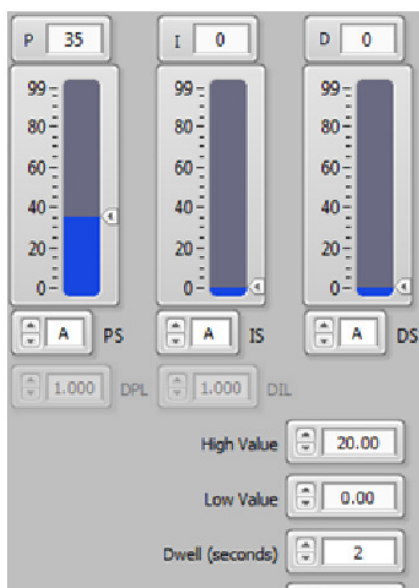 P 35 I 0 D 0
99 99 99
80 80 80
60 60 60
40 40 40
20 20 20
0 0 0
A PS A IS A DS
1.000 DPL 1.000 DIL
High Value 20.00
Low Value 0.00
Dwell (seconds) 2